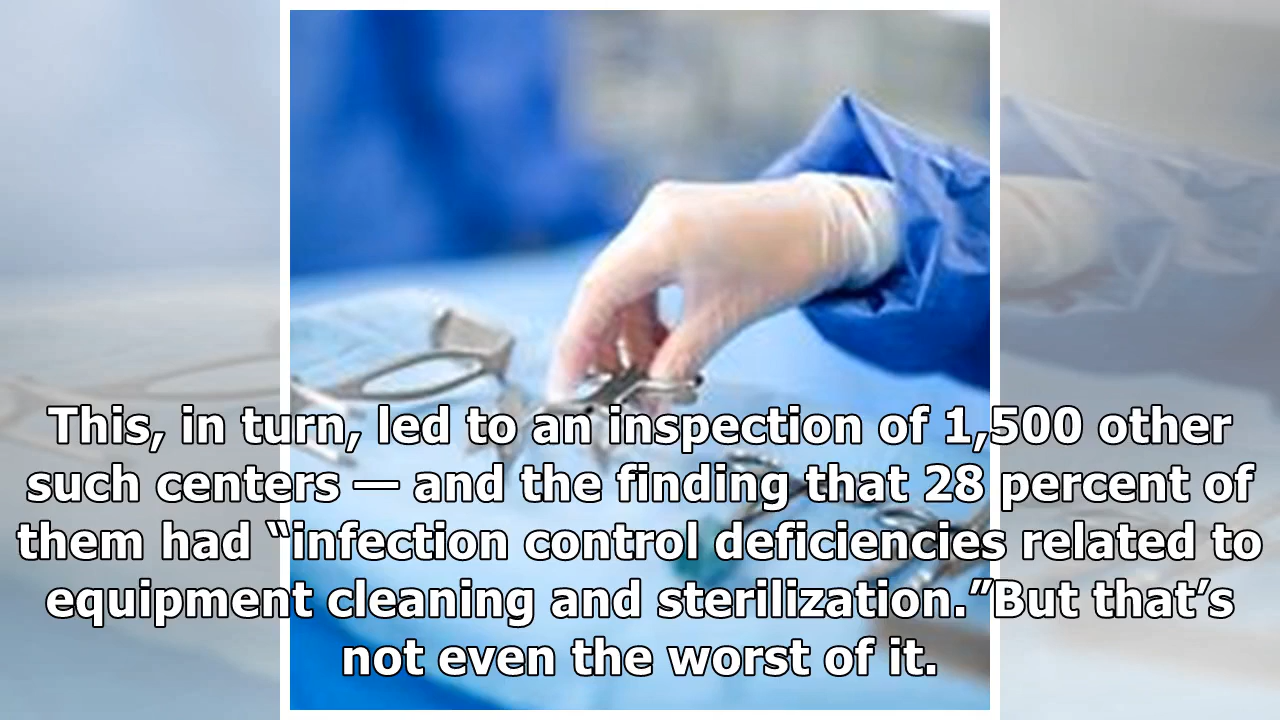 This, in turn, led to an inspection of 1,500 other
such centers — and the finding that 28 percent of
them had “infection control deficiencies related to
equipment cleaning and sterilization.”But that’s
not even the worst of it.